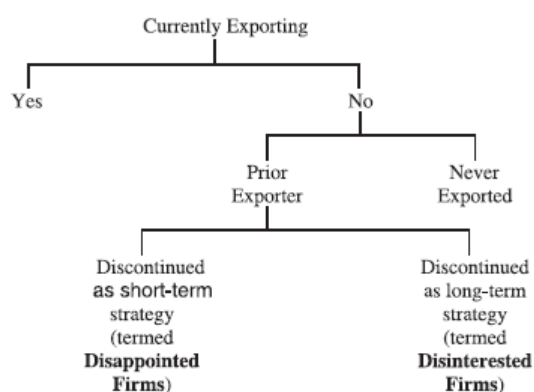 Currently Exporting
Yes
No
Prior
Exporter
Never
Exported
Discontinued
as short-term
strategy
(termed
Disappointed
Firms)
Discontinued
as long-term
strategy
(termed
Disinterested
Firms)